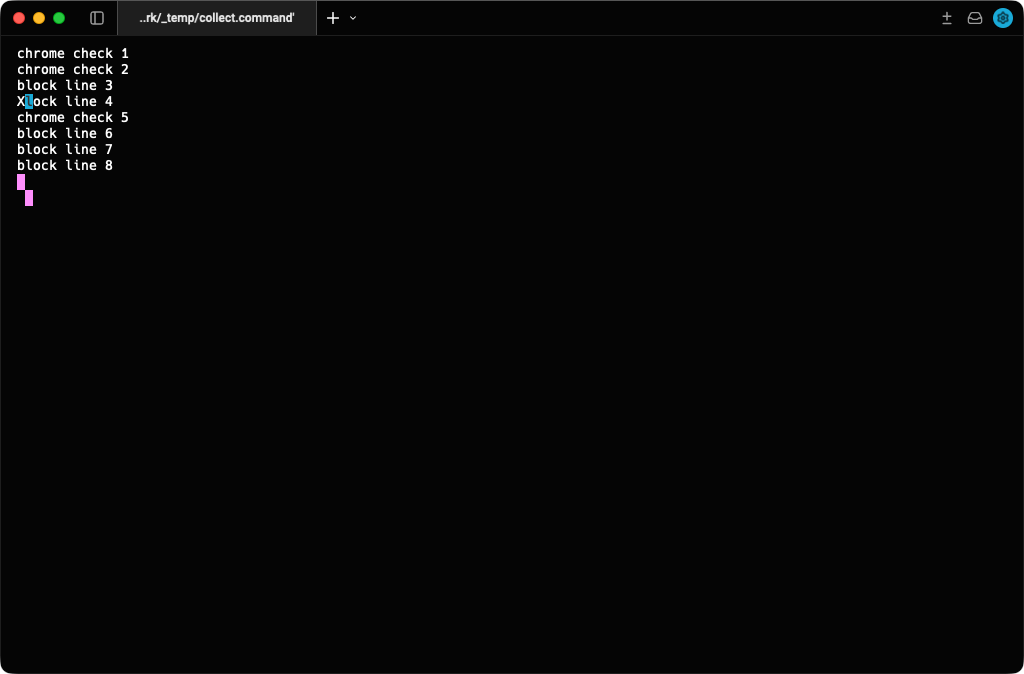 ..rk/_temp/collect.command'
chrome check 1
chrome check 2
block line 3
Xlock line 4
chrome check 5
block line 6
block line 7
block line 8